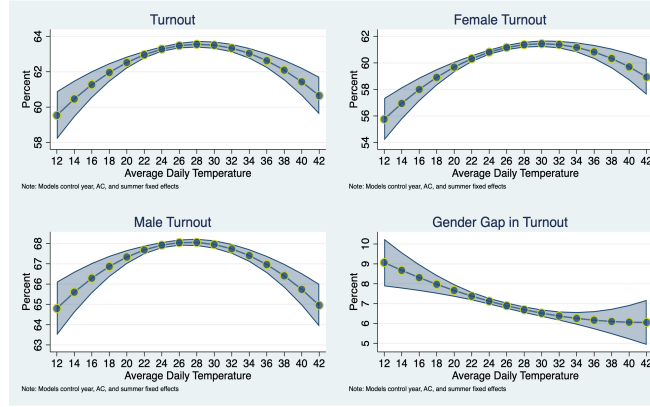 Turnout
Percent
64
62
60
58
12 14 16 18 20 22 24 26 28 30 32 34 36 38 40 42
Average Daily Temperature
Note: Models control year, AC, and summer fixed effects
Female Turnout
Percent
62
60
58
56
54
12 14 16 18 20 22 24 26 28 30 32 34 36 38 40 42
Average Daily Temperature
Note: Models control year, AC, and summer fixed effects
Male Turnout
Percent
68
67
66
65
64
63
12 14 16 18 20 22 24 26 28 30 32 34 36 38 40 42
Average Daily Temperature
Note: Models control year, AC, and summer fixed effects
Gender Gap in Turnout
Percent
10
9
8
7
6
5
12 14 16 18 20 22 24 26 28 30 32 34 36 38 40 42
Average Daily Temperature
Note: Models control year, AC, and summer fixed effects